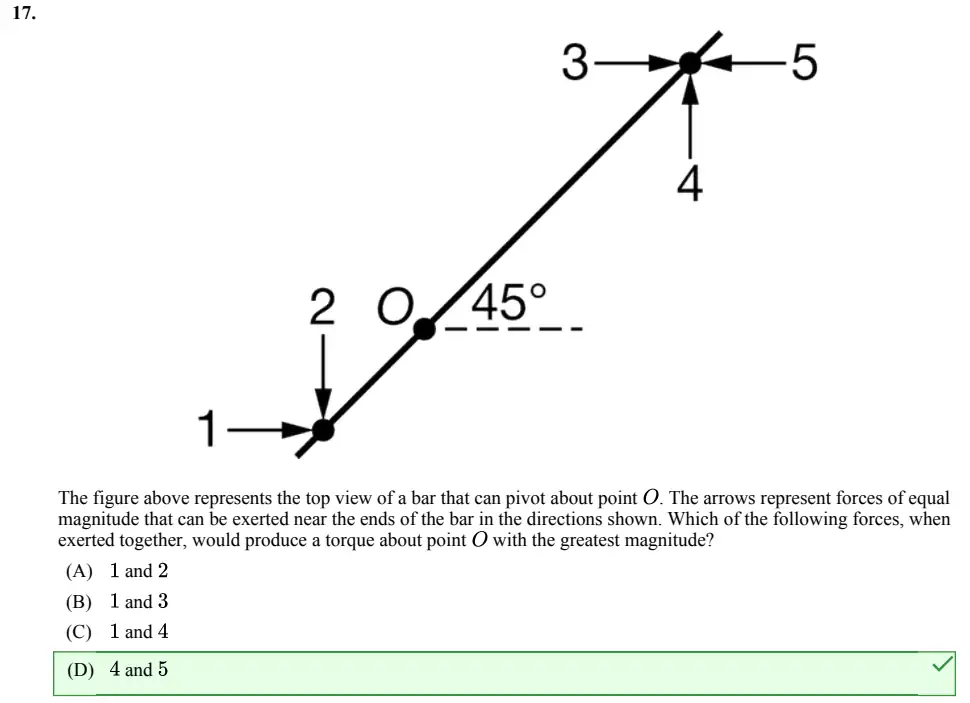 17.
3
5
4
2 O 45°
1
The figure above represents the top view of a bar that can pivot about point O. The arrows represent forces of equal
magnitude that can be exerted near the ends of the bar in the directions shown. Which of the following forces, when
exerted together, would produce a torque about point O with the greatest magnitude?
(A) 1 and 2
(B) 1 and 3
(C) 1 and 4
(D) 4 and 5